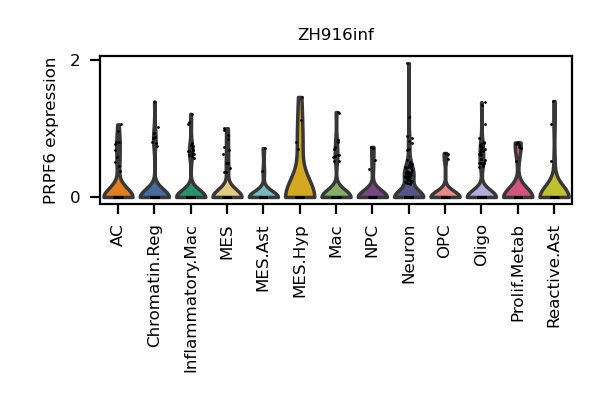 ZH916inf
PRPF6 expression
2
0
AC
Chromatin.Reg
Inflammatory.Mac
MES
MES.Ast
MES.Hyp
Mac
NPC
Neuron
OPC
Oligo
Prolif.Metab
Reactive.Ast